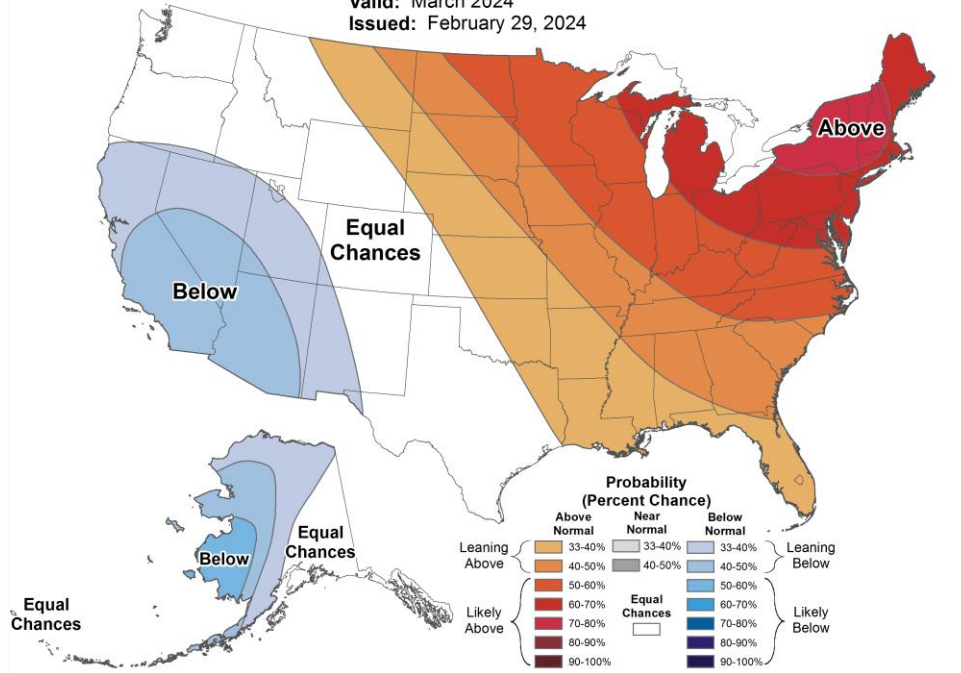 Valid: March 2024
Issued: February 29, 2024
Above
Equal
Chances
Below
Below
Equal
Chances
Equal
Chances
Probability
(Percent Chance)
Above
Normal
Near
Normal
Below
Normal
Leaning
Above
33-40%
40-50%
33-40%
40-50%
33-40%
40-50%
Leaning
Below
Likely
Above
50-60%
60-70%
70-80%
80-90%
90-100%
Equal
Chances
50-60%
60-70%
70-80%
80-90%
90-100%
Likely
Below